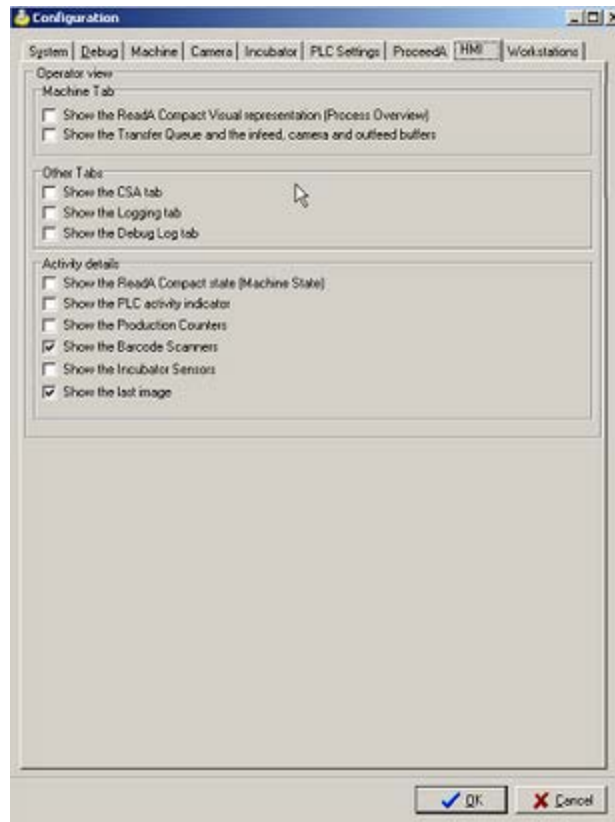 Configuration
System Debug Machine Camera Incubator PLC Settings ProceedA HMI Workstations
Operator view
Machine Tab
Show the ReadA Compact Visual representation (Process Overview)
Show the Transfer Queue and the infeed, camera and outfeed buffers
Other Tabs
Show the CSA tab
Show the Logging tab
Show the Debug Log tab
Activity details
Show the ReadA Compact state (Machine State)
Show the PLC activity indicator
Show the Production Counters
Show the Barcode Scanners
Show the Incubator Sensors
Show the last image
OK Cancel